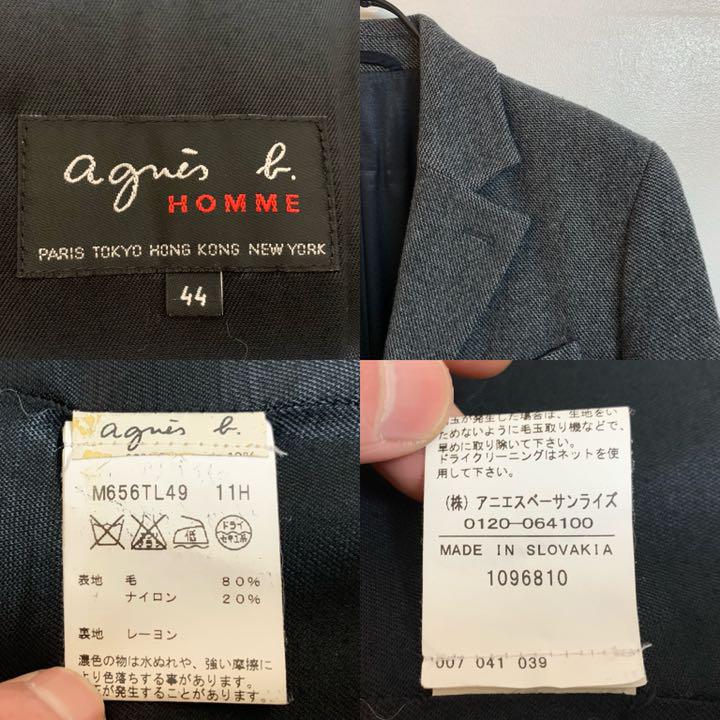 agnès b.
HOMME
PARIS TOKYO HONG KONG NEW YORK
44
agnès b.
M656TL49 11H
低
ドライ
セキユ系
表地 毛 80%
ナイロン 20%
裏地 レーヨン
濃色の物は水ぬれや、強い摩擦に
より色落ちする事があります。
が発生することがあります。
玉が発生した場合は、生地をい
ためないように毛玉取り機などで、
早めに取り除いて下さい。
ドライクリーニングはネットを使
用して下さい。
(株) アニエスベーサンライズ
0120-064100
MADE IN SLOVAKIA
1096810
007 041 039